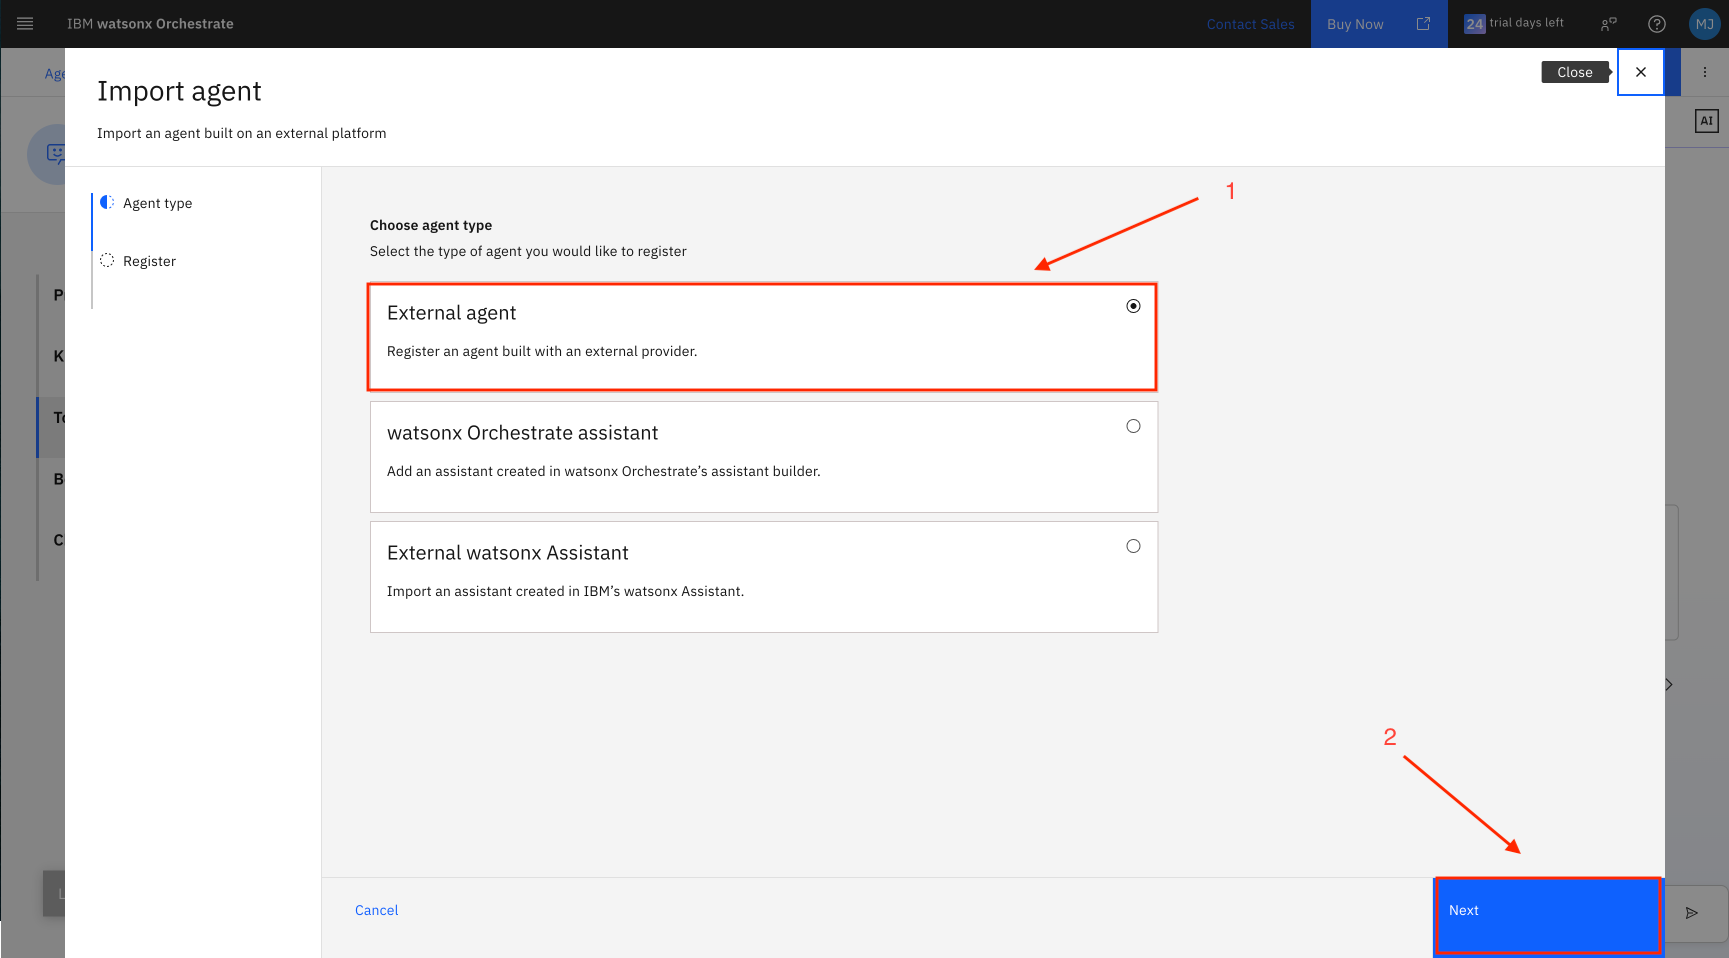 IBM watsonx Orchestrate
Contact Sales
Buy Now
24 trial days left
MJ
Close
Import agent
Import an agent built on an external platform
AI
Agent type
Register
1
Choose agent type
Select the type of agent you would like to register
External agent
Register an agent built with an external provider.
watsonx Orchestrate assistant
Add an assistant created in watsonx Orchestrate’s assistant builder.
External watsonx Assistant
Import an assistant created in IBM’s watsonx Assistant.
2
Cancel
Next